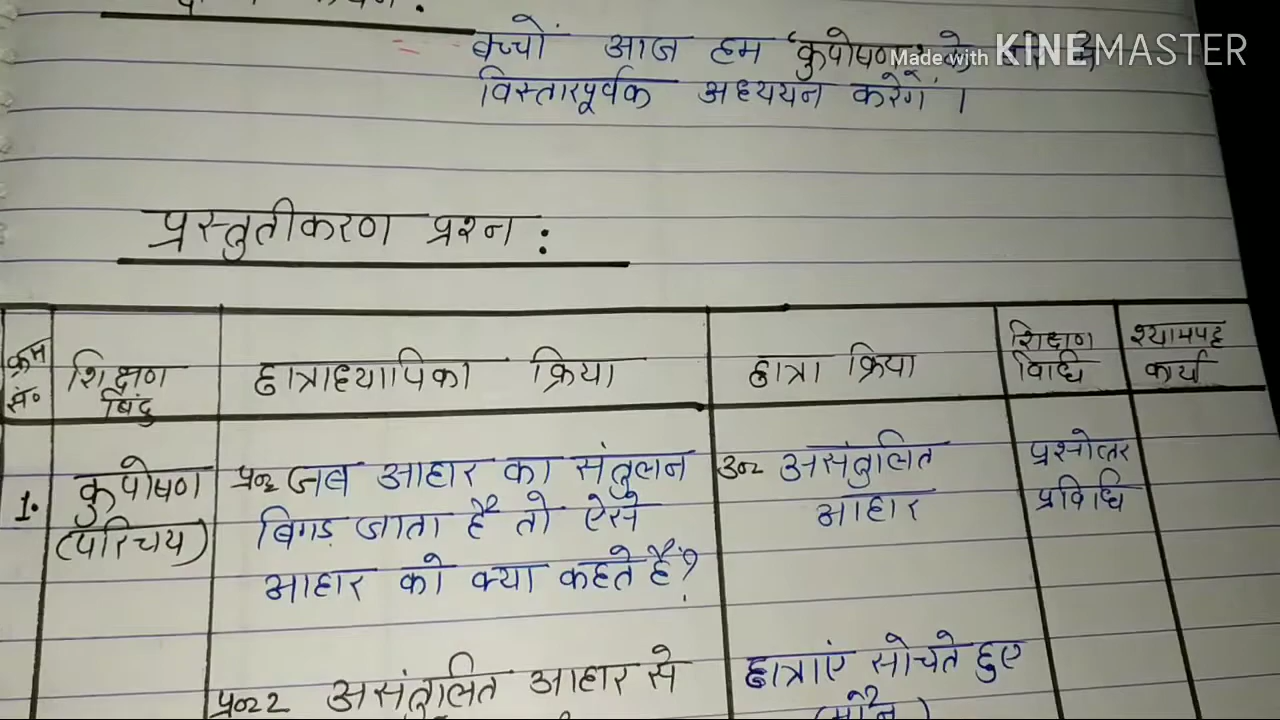 बच्चों आज हम 'कुपोषण' के
Made with KINEMASTER
विस्तारपूर्वक अध्ययन करेगें ।
प्रस्तुतीकरण प्रश्न :
क्रम सं०
शिक्षण बिंदु
छात्राध्यापिका क्रिया
छात्रा क्रिया
शिक्षण विधि
श्यामपट्ट कार्य
1.
कुपोषण
(परिचय)
जब आहार का संतुलन
बिगड़ जाता है तो ऐसे
आहार को क्या कहते हैं?
असंतुलित
आहार
प्रश्नोत्तर
प्रविधि
प्र०2 असंतुलित आहार से
छात्राएं सोचते हुए
(मौन)